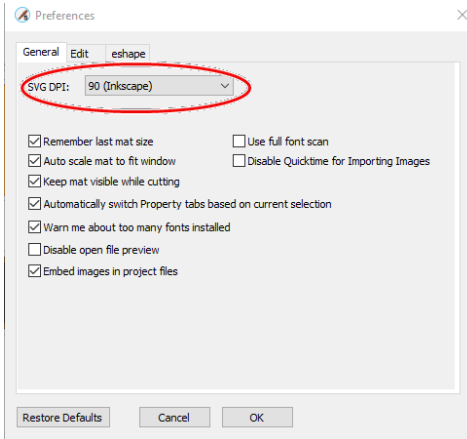 Preferences
General Edit eshape
SVG DPI: 90 (Inkscape)
Remember last mat size Use full font scan
Auto scale mat to fit window Disable Quicktime for Importing Images
Keep mat visible while cutting
Automatically switch Property tabs based on current selection
Warn me about too many fonts installed
Disable open file preview
Embed images in project files
Restore Defaults Cancel OK